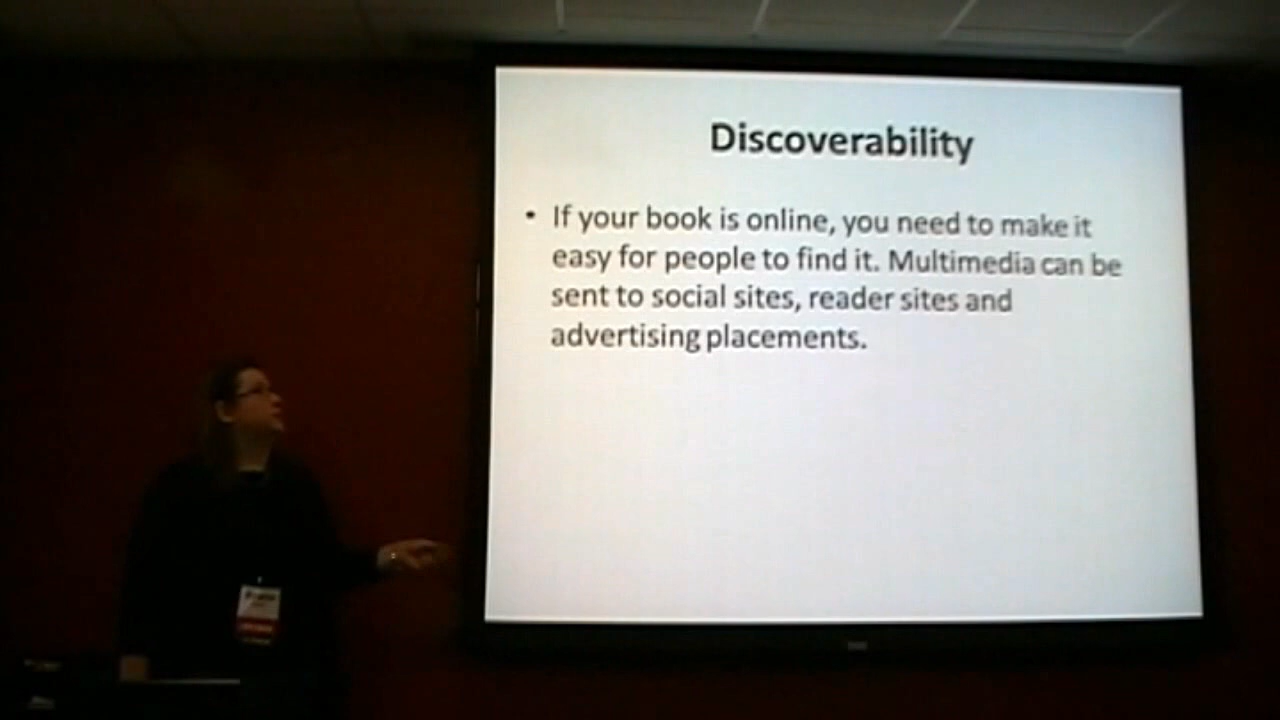 Discoverability
• If your book is online, you need to make it
easy for people to find it. Multimedia can be
sent to social sites, reader sites and
advertising placements.